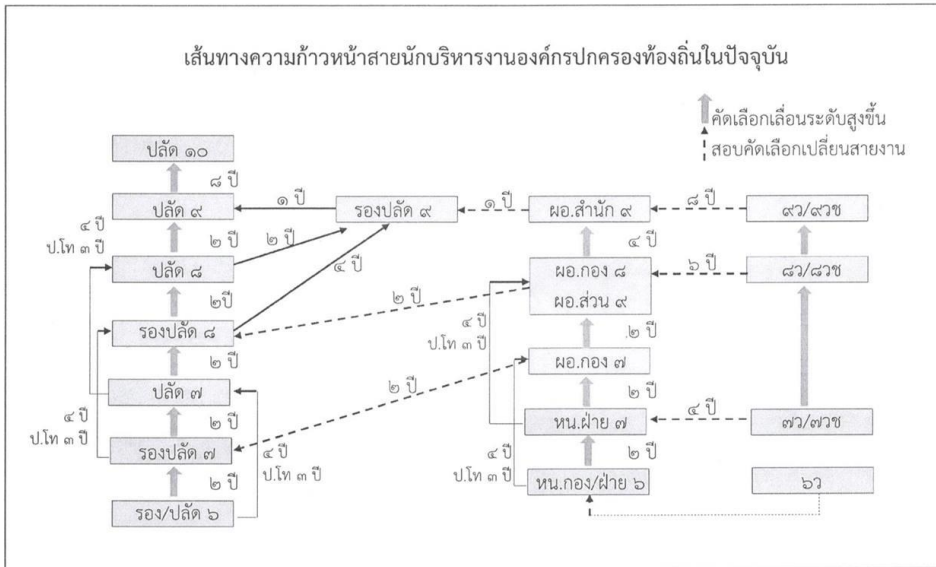 เส้นทางความก้าวหน้าสายนักบริหารงานองค์กรปกครองท้องถิ่นในปัจจุบัน
คัดเลือกเลื่อนระดับสูงขึ้น
สอบคัดเลือกเปลี่ยนสายงาน
ปลัด ๑๐
๘ ปี
ปลัด ๙
๑ ปี
รองปลัด ๙
๑ ปี
ผอ.สำนัก ๙
๘ ปี
๙ว/๙วช
๔ ปี
ป.โท ๓ ปี
๒ ปี
๒ ปี
๔ ปี
๔ ปี
ปลัด ๘
ผอ.กอง ๘
ผอ.ส่วน ๙
๖ ปี
๘ว/๘วช
๒ปี
๒ ปี
รองปลัด ๘
๔ ปี
ป.โท ๓ ปี
.๒ ปี
๒ ปี
ผอ.กอง ๗
ปลัด ๗
๒ ปี
๒ ปี
๔ ปี
ป.โท ๓ ปี
๒ ปี
หน.ฝ่าย ๗
๔ ปี
๗ว/๗วช
รองปลัด ๗
๔ ปี
ป.โท ๓ ปี
๔ ปี
ป.โท ๓ ปี
๒ ปี
๒ ปี
หน.กอง/ฝ่าย ๖
๖ว
รอง/ปลัด ๖